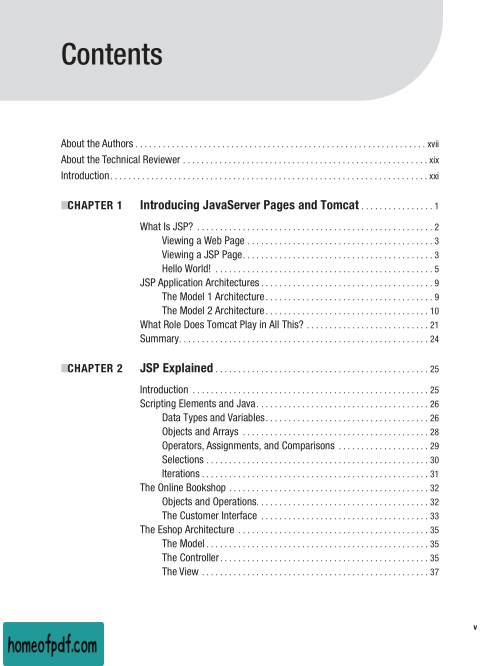 Contents
About the Authors . . . . . . . . . . . . . . . . . . . . . . . . . . . . . . . . . . . . . . . . xvii
About the Technical Reviewer . . . . . . . . . . . . . . . . . . . . . . . . . . . . . . xix
Introduction . . . . . . . . . . . . . . . . . . . . . . . . . . . . . . . . . . . . . . . . . . . . xxi
■CHAPTER 1 Introducing JavaServer Pages and Tomcat . . . . . . . . . . . . . . . . 1
What Is JSP? . . . . . . . . . . . . . . . . . . . . . . . . . . . . . . . . . . . . . . . . 2
Viewing a Web Page . . . . . . . . . . . . . . . . . . . . . . . . . . . . . . . . . 3
Viewing a JSP Page . . . . . . . . . . . . . . . . . . . . . . . . . . . . . . . . . . 3
Hello World! . . . . . . . . . . . . . . . . . . . . . . . . . . . . . . . . . . . . . . . 5
JSP Application Architectures . . . . . . . . . . . . . . . . . . . . . . . . . . . . 9
The Model 1 Architecture . . . . . . . . . . . . . . . . . . . . . . . . . . . . . . 9
The Model 2 Architecture . . . . . . . . . . . . . . . . . . . . . . . . . . . . . . 10
What Role Does Tomcat Play in All This? . . . . . . . . . . . . . . . . . . . . 21
Summary . . . . . . . . . . . . . . . . . . . . . . . . . . . . . . . . . . . . . . . . . . 24
■CHAPTER 2 JSP Explained . . . . . . . . . . . . . . . . . . . . . . . . . . . . . . . . . . . . 25
Introduction . . . . . . . . . . . . . . . . . . . . . . . . . . . . . . . . . . . . . . . . 25
Scripting Elements and Java . . . . . . . . . . . . . . . . . . . . . . . . . . . . . 26
Data Types and Variables . . . . . . . . . . . . . . . . . . . . . . . . . . . . . . 26
Objects and Arrays . . . . . . . . . . . . . . . . . . . . . . . . . . . . . . . . . . 28
Operators, Assignments, and Comparisons . . . . . . . . . . . . . . . . . . 29
Selections . . . . . . . . . . . . . . . . . . . . . . . . . . . . . . . . . . . . . . . . . 30
Iterations . . . . . . . . . . . . . . . . . . . . . . . . . . . . . . . . . . . . . . . . . 31
The Online Bookshop . . . . . . . . . . . . . . . . . . . . . . . . . . . . . . . . . . 32
Objects and Operations . . . . . . . . . . . . . . . . . . . . . . . . . . . . . . . 32
The Customer Interface . . . . . . . . . . . . . . . . . . . . . . . . . . . . . . . 33
The Eshop Architecture . . . . . . . . . . . . . . . . . . . . . . . . . . . . . . . . 35
The Model . . . . . . . . . . . . . . . . . . . . . . . . . . . . . . . . . . . . . . . . . 35
The Controller . . . . . . . . . . . . . . . . . . . . . . . . . . . . . . . . . . . . . . 35
The View . . . . . . . . . . . . . . . . . . . . . . . . . . . . . . . . . . . . . . . . . . 37
v
homeofpdf.com